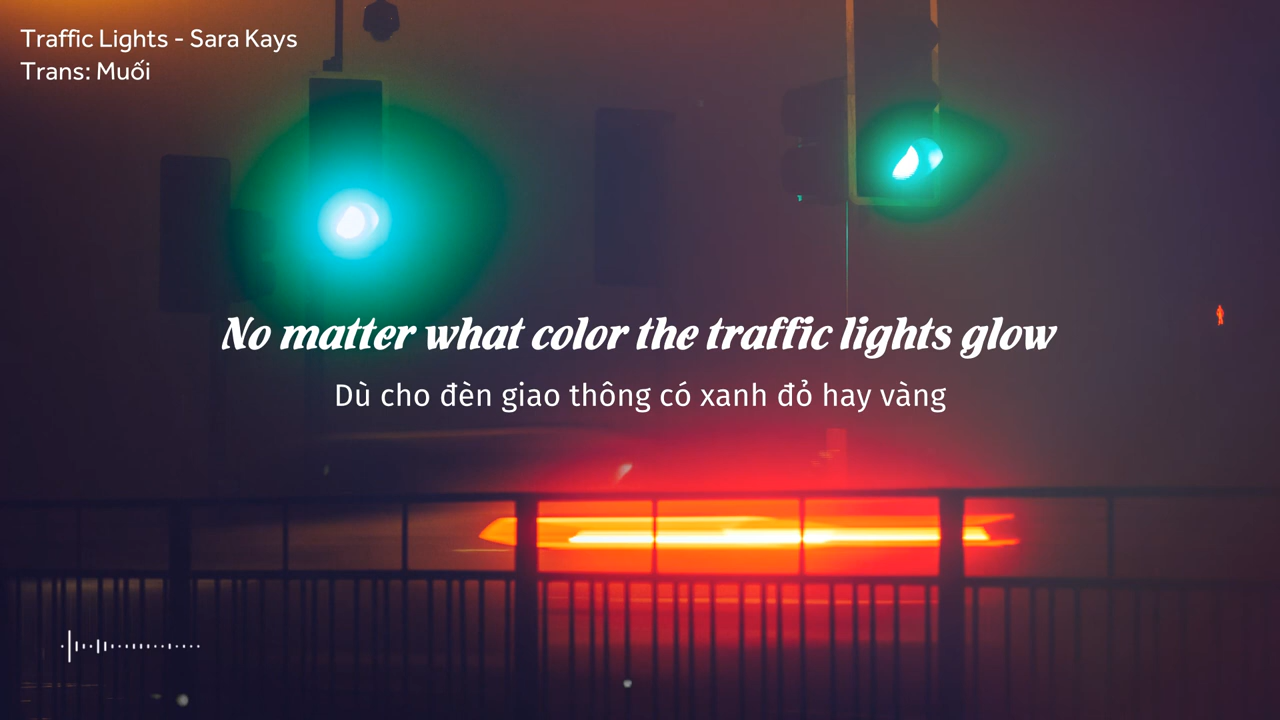 Traffic Lights - Sara Kays
Trans: Muối
No matter what color the traffic lights glow
Dù cho đèn giao thông có xanh đỏ hay vàng